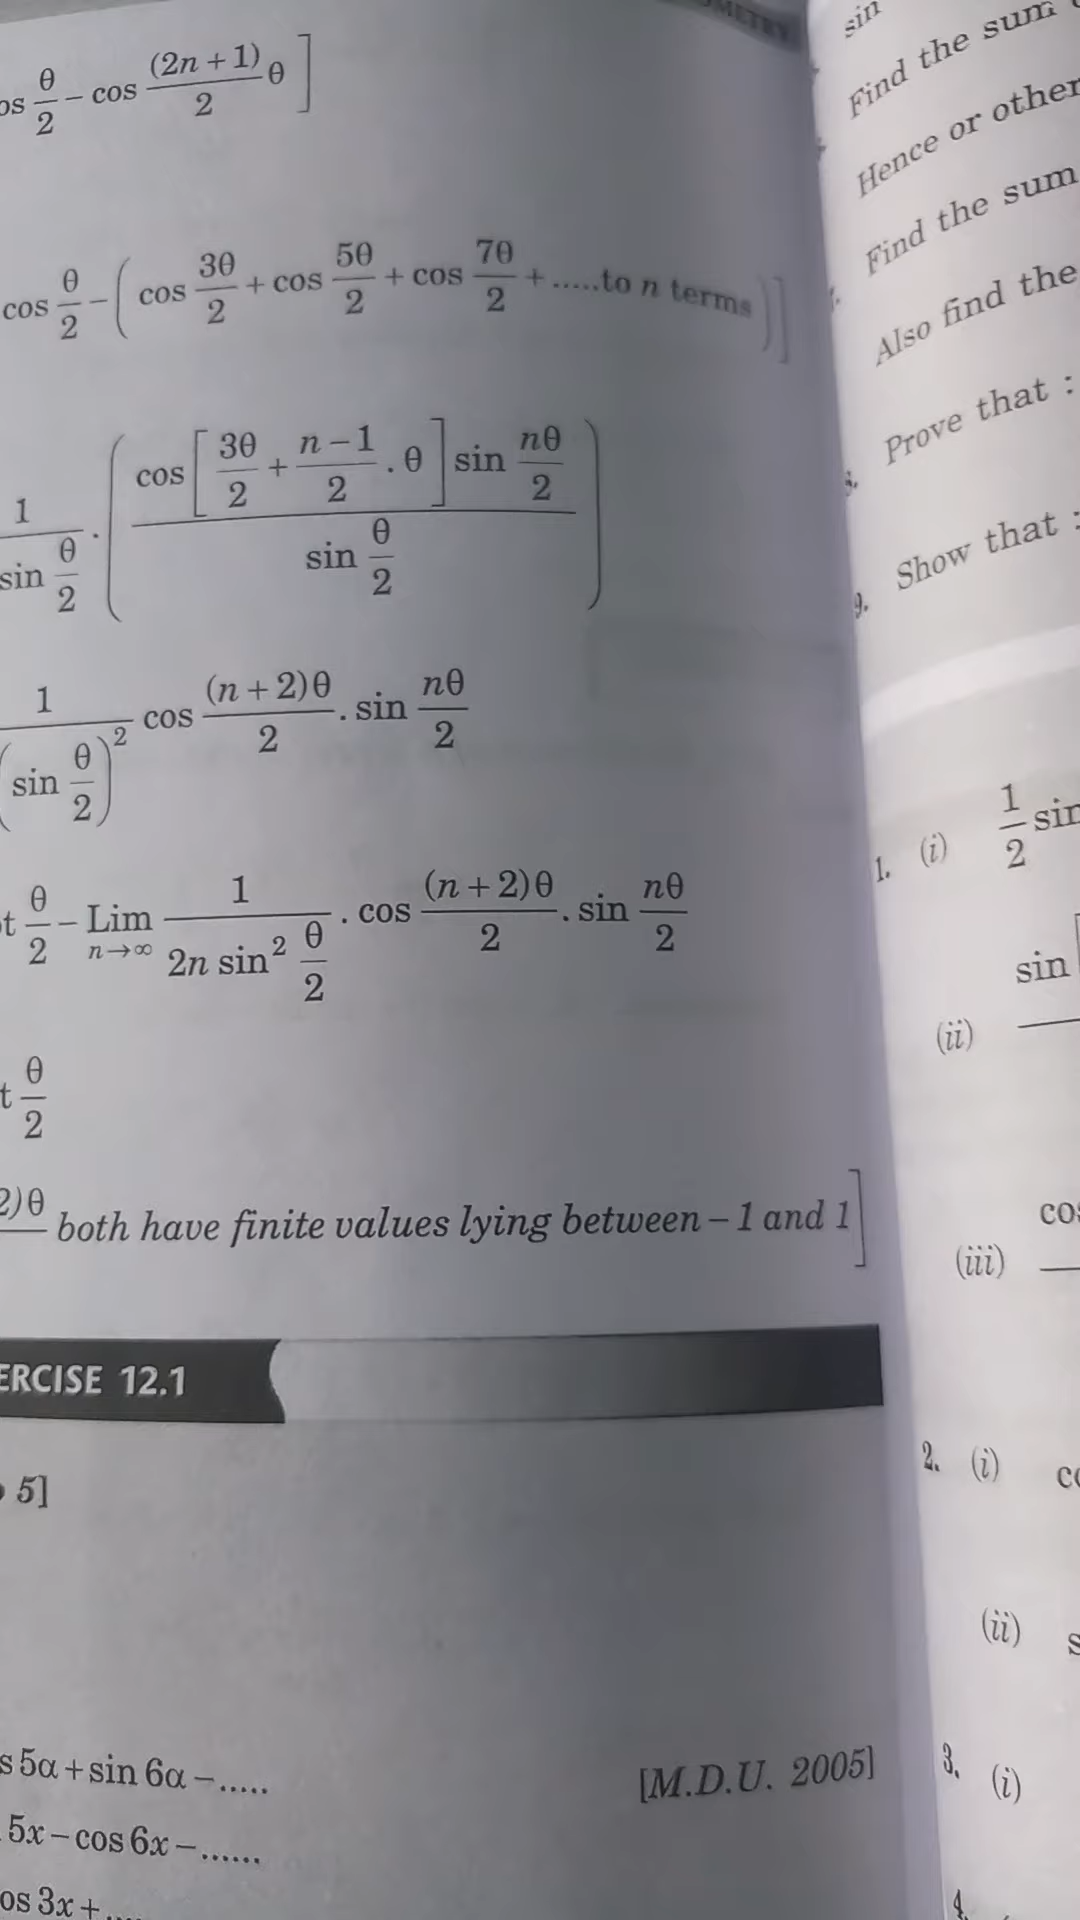 cos θ/2 – cos (2n + 1)/2 θ ]
cos θ/2 – ( cos 3θ/2 + cos 5θ/2 + cos 7θ/2 + .....to n terms ) ]
1/sin θ/2 . ( cos [ 3θ/2 + n – 1/2 . θ ] sin nθ/2 / sin θ/2 )
1/( sin θ/2 )² cos (n + 2)θ/2 . sin nθ/2
t θ/2 – Lim n→∞ 1/2n sin² θ/2 . cos (n + 2)θ/2 . sin nθ/2
t θ/2
2)θ both have finite values lying between – 1 and 1 ]
ERCISE 12.1
5]
s 5α + sin 6α – .....
[M.D.U. 2005]
5x – cos 6x – ......
os 3x + ....
sin
Find the sum
Hence or other
Find the sum
Also find the
Prove that :
9. Show that :
1. (i) 1/2 sin
(ii) sin
(iii) cos
2. (i) co
(ii) s
3. (i)
4.